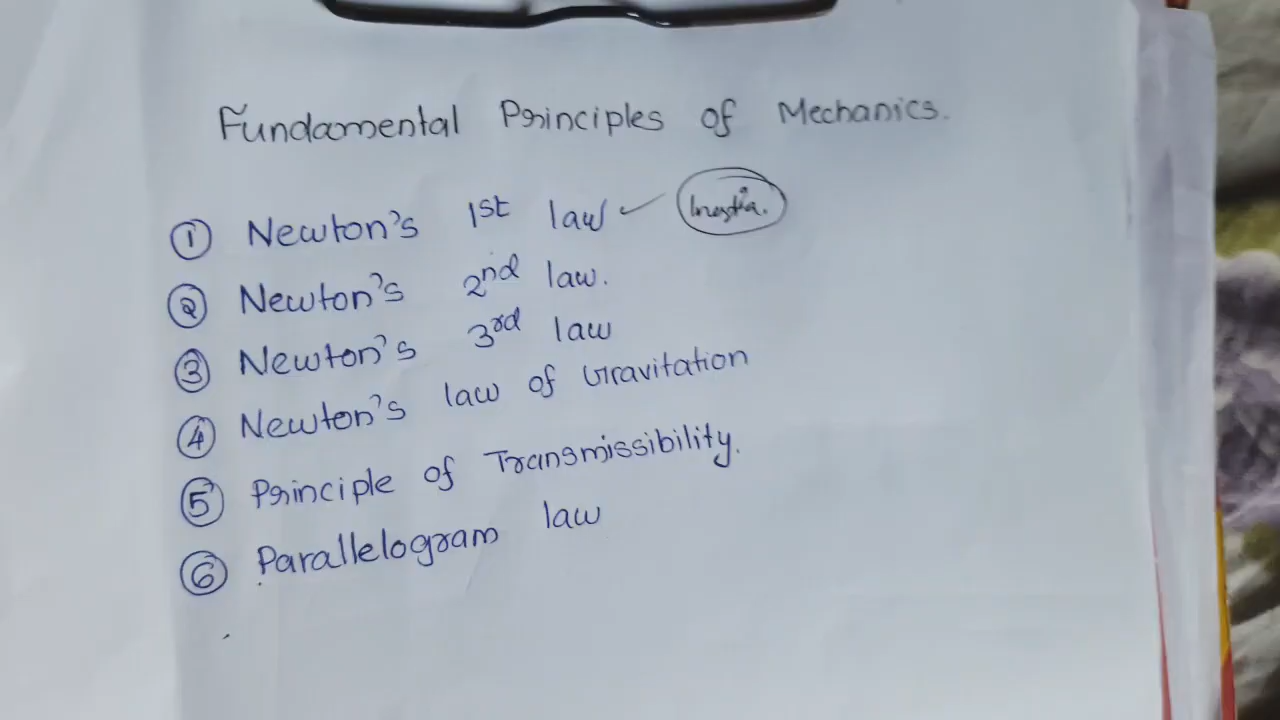 Fundamental Principles of Mechanics.
① Newton's 1st law ✓ Inertia.
② Newton's 2nd law.
③ Newton's 3rd law
④ Newton's law of Gravitation
⑤ Principle of Transmissibility.
⑥ Parallelogram law